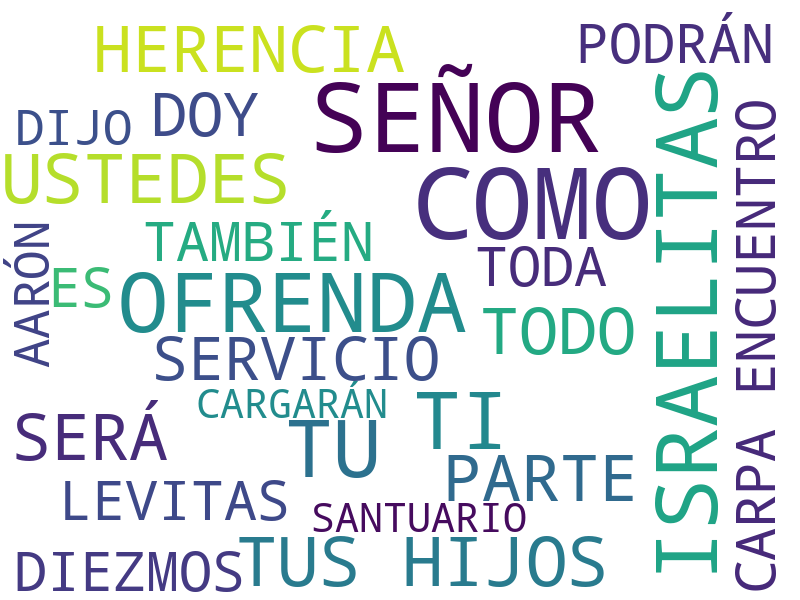 HERENCIA
PODRÁN
SEÑOR
DIJO
DOY
USTEDES
COMO
ISRAELITAS
CARPA ENCUENTRO
TAMBIÉN
AARÓN
ES
OFRENDA
TODA
TODO
SERVICIO
CARGARÁN
TI
SERÁ
TU
PARTE
LEVITAS
SANTUARIO
DIEZMOS
TUS HIJOS